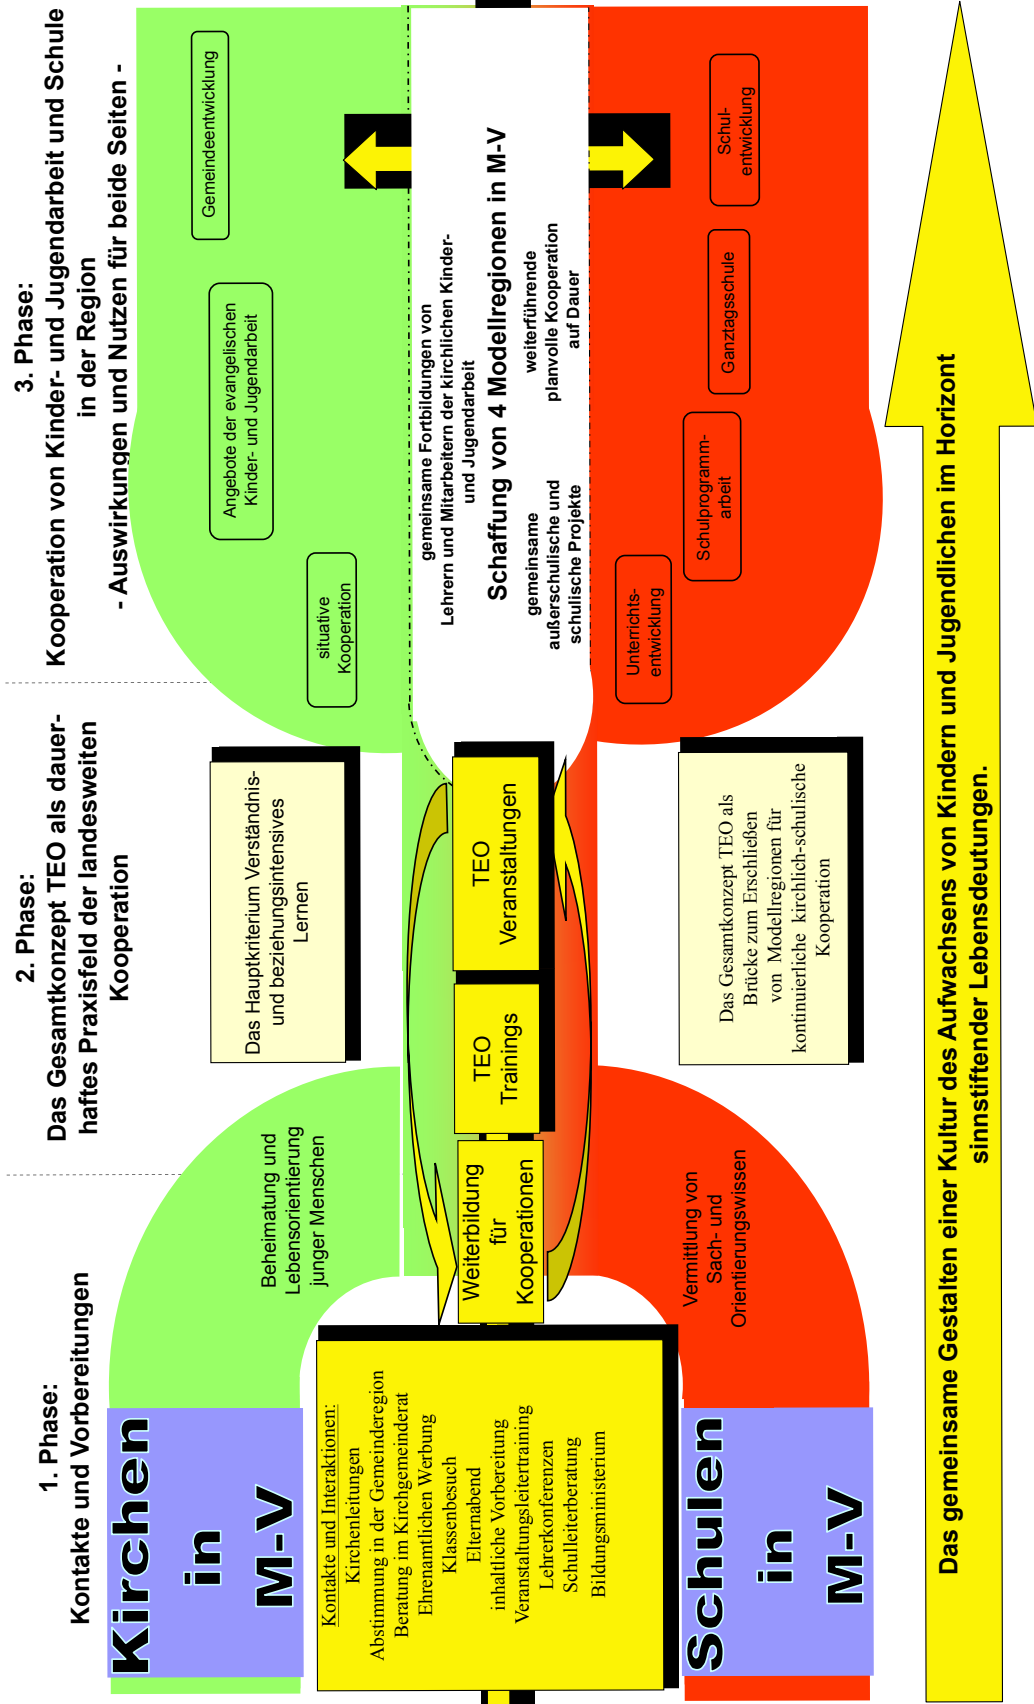 1. Phase:
Kontakte und Vorbereitungen
2. Phase:
Das Gesamtkonzept TEO als dauer-
haftes Praxisfeld der landesweiten
Kooperation
3. Phase:
Kooperation von Kinder- und Jugendarbeit und Schule
in der Region
- Auswirkungen und Nutzen für beide Seiten -
Kirchen
in
M-V
Beheimatung und
Lebensorientierung
junger Menschen
Das Hauptkriterium Verständnis-
und beziehungsintensives
Lernen
situative
Kooperation
Angebote der evangelischen
Kinder- und Jugendarbeit
Gemeindeentwicklung
Kontakte und Interaktionen:
Kirchenleitungen
Abstimmung in der Gemeinderegion
Beratung im Kirchgemeinderat
Ehrenamtlichen Werbung
Klassenbesuch
Elternabend
inhaltliche Vorbereitung
Veranstaltungsleitertraining
Lehrerkonferenzen
Schulleiterberatung
Bildungsministerium
Weiterbildung
für
Kooperationen
TEO
Trainings
TEO
Veranstaltungen
gemeinsame Fortbildungen von
Lehrern und Mitarbeitern der kirchlichen Kinder-
und Jugendarbeit
Schaffung von 4 Modellregionen in M-V
gemeinsame
außerschulische und
schulische Projekte
weiterführende
planvolle Kooperation
auf Dauer
Schulen
in
M-V
Vermittlung von
Sach- und
Orientierungswissen
Das Gesamtkonzept TEO als
Brücke zum Erschließen
von Modellregionen für
kontinuierliche kirchlich-schulische
Kooperation
Unterrichts-
entwicklung
Schulprogramm-
arbeit
Ganztagsschule
Schul-
entwicklung
Das gemeinsame Gestalten einer Kultur des Aufwachsens von Kindern und Jugendlichen im Horizont
sinnstiftender Lebensdeutungen.